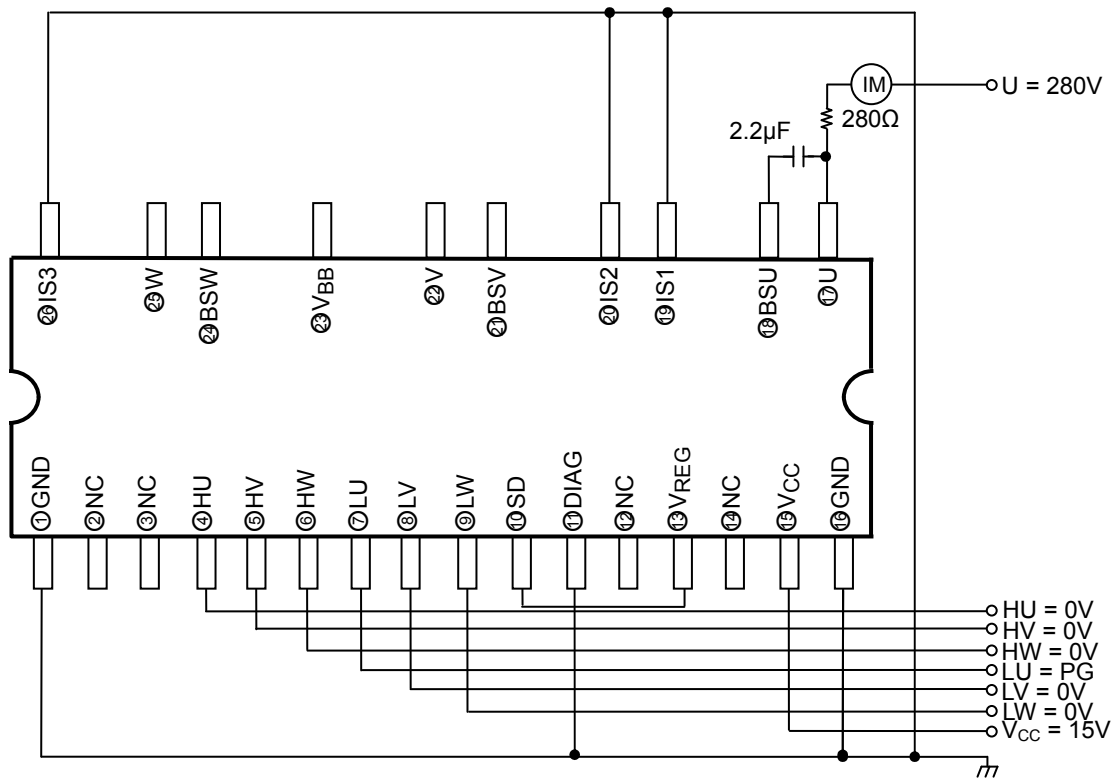 IM
U = 280V
280Ω
2.2μF
㉖IS3
㉕W
㉔BSW
㉓VBB
㉒V
㉑BSV
⑳IS2
⑲IS1
⑱BSU
⑰U
①GND
②NC
③NC
④HU
⑤HV
⑥HW
⑦LU
⑧LV
⑨LW
⑩SD
⑪DIAG
⑫NC
⑬VREG
⑭NC
⑮VCC
⑯GND
HU = 0V
HV = 0V
HW = 0V
LU = PG
LV = 0V
LW = 0V
VCC = 15V